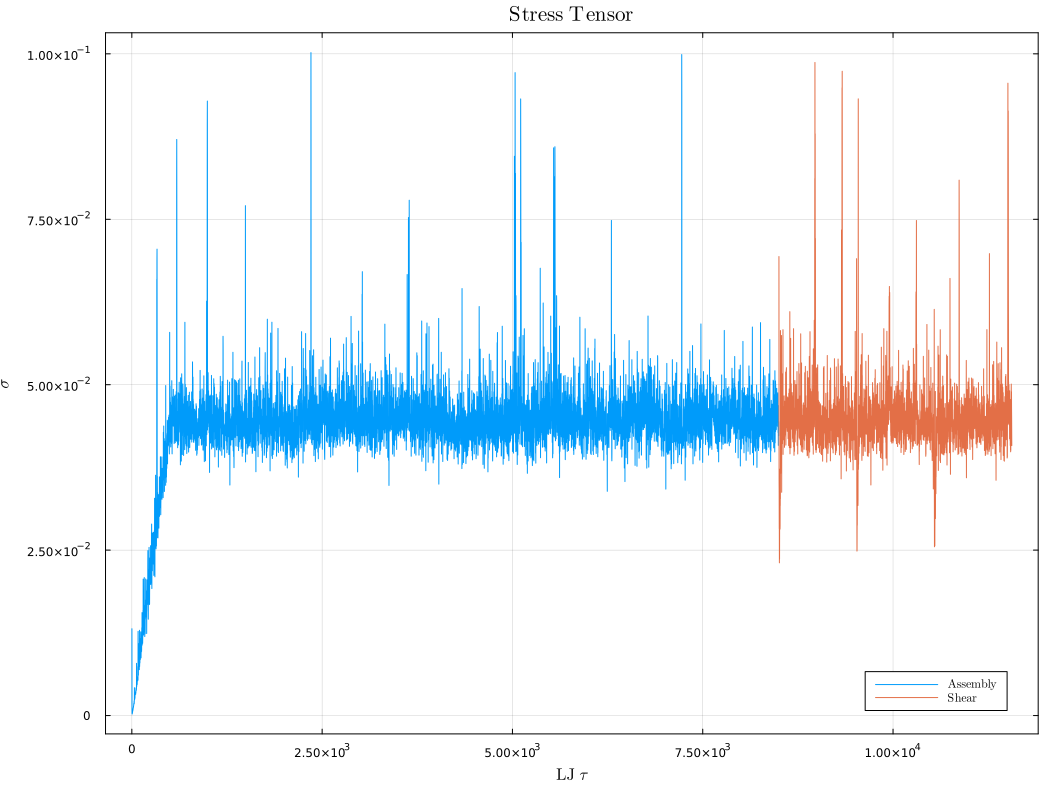 Stress Tensor
1.00×10⁻¹
7.50×10⁻²
5.00×10⁻²
2.50×10⁻²
0
σ
0 2.50×10³ 5.00×10³ 7.50×10³ 1.00×10⁴
LJ τ
Assembly
Shear